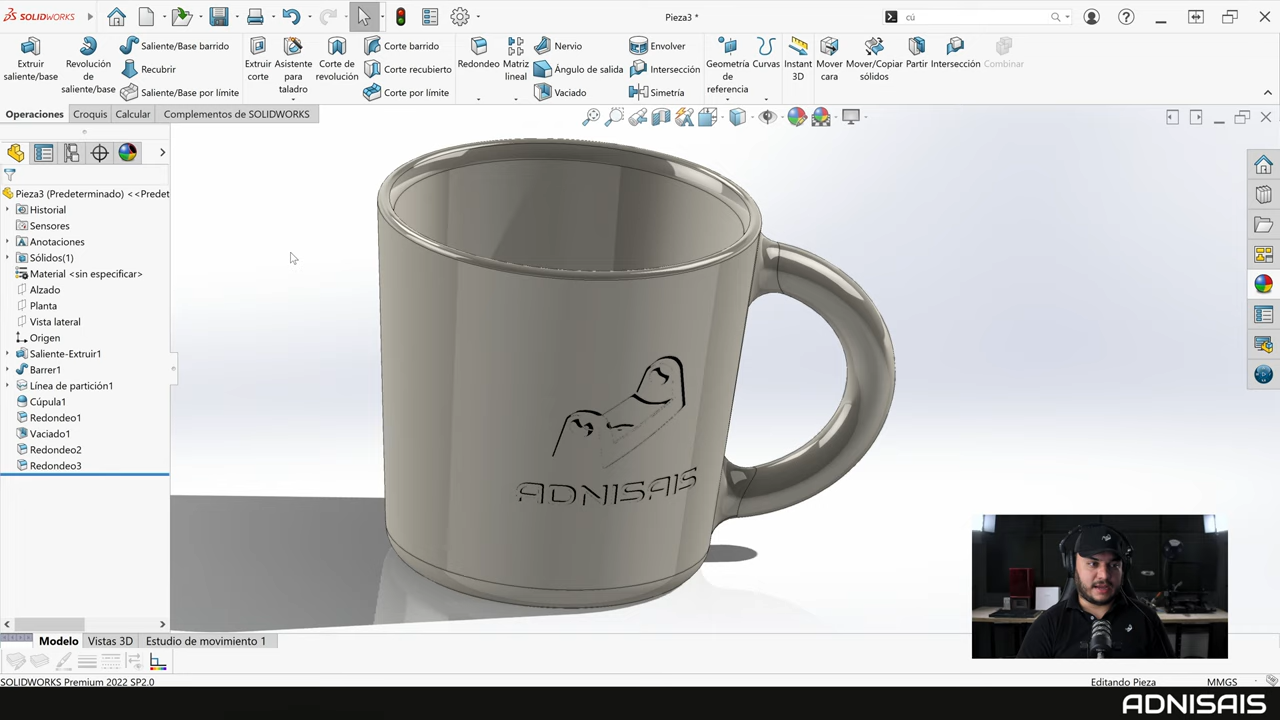 SOLIDWORKS
Pieza3 *
cú
Extruir saliente/base
Revolución de saliente/base
Saliente/Base barrido
Recubrir
Saliente/Base por límite
Extruir corte
Asistente para taladro
Corte de revolución
Corte barrido
Corte recubierto
Corte por límite
Redondeo
Matriz lineal
Nervio
Ángulo de salida
Vaciado
Envolver
Intersección
Simetría
Geometría de referencia
Curvas
Instant 3D
Mover cara
Mover/Copiar sólidos
Partir
Intersección
Combinar
Operaciones
Croquis
Calcular
Complementos de SOLIDWORKS
Pieza3 (Predeterminado) <<Predet
Historial
Sensores
Anotaciones
Sólidos(1)
Material <sin especificar>
Alzado
Planta
Vista lateral
Origen
Saliente-Extruir1
Barrer1
Línea de partición1
Cúpula1
Redondeo1
Vaciado1
Redondeo2
Redondeo3
ADNISAIS
Modelo
Vistas 3D
Estudio de movimiento 1
SOLIDWORKS Premium 2022 SP2.0
Editando Pieza
MMGS
ADNISAIS